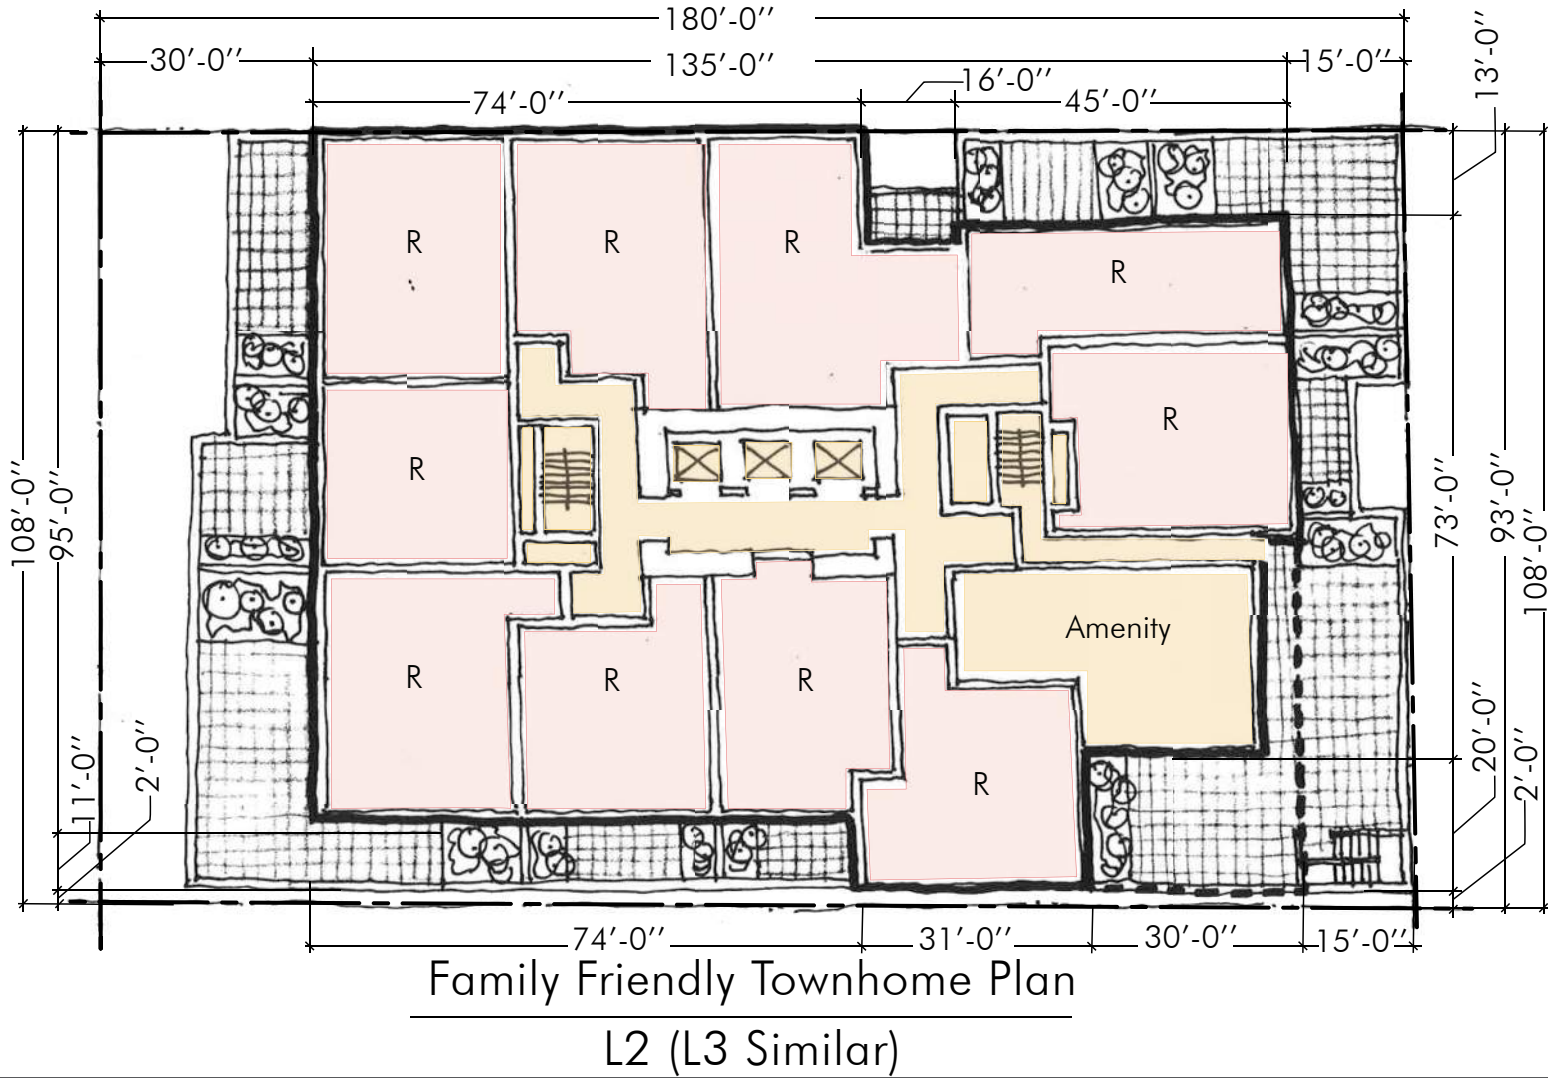 180'-0"
30'-0"
135'-0"
15'-0"
13'-0"
74'-0"
16'-0"
45'-0"
R
R
R
R
R
R
108'-0"
95'-0"
73'-0"
93'-0"
108'-0"
Amenity
R
R
R
R
11'-0"
2'-0"
20'-0"
2'-0"
74'-0"
31'-0"
30'-0"
15'-0"
Family Friendly Townhome Plan
L2 (L3 Similar)